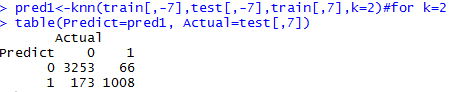 > pred1<-knn(train[,-7],test[,-7],train[,7],k=2)#for k=2
> table(Predict=pred1, Actual=test[,7])
Actual
Predict 0 1
0 3253 66
1 173 1008